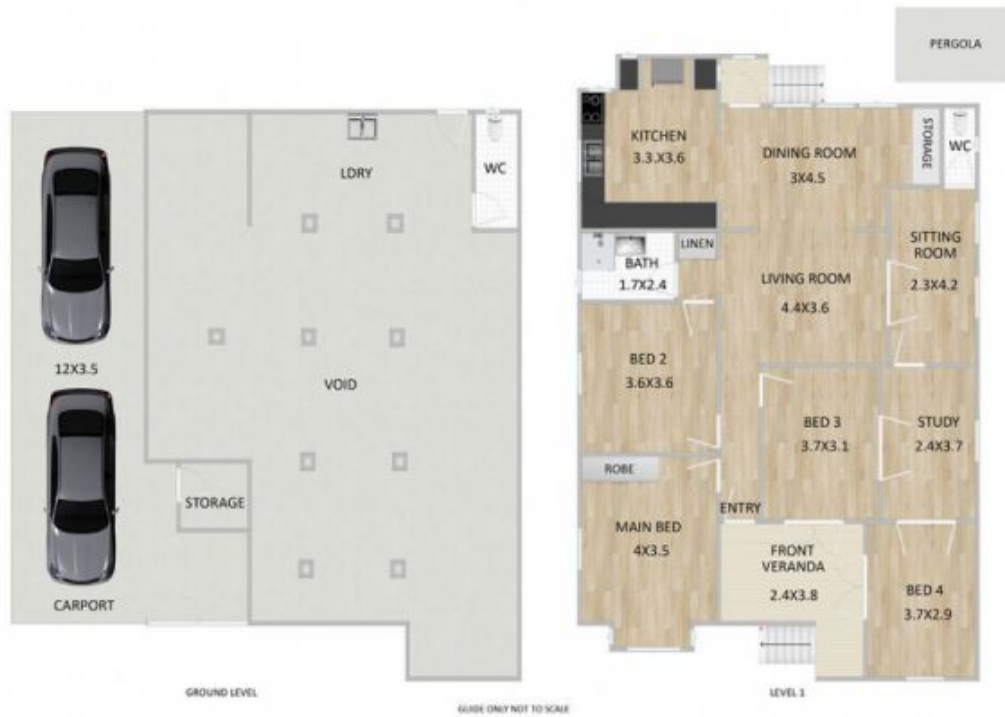 PERGOLA
KITCHEN
3.3.X3.6
DINING ROOM
3X4.5
STORAGE
WC
LDRY
WC
LINEN
BATH
1.7X2.4
LIVING ROOM
4.4X3.6
SITTING
ROOM
2.3X4.2
12X3.5
VOID
BED 2
3.6X3.6
BED 3
3.7X3.1
STUDY
2.4X3.7
ROBE
STORAGE
ENTRY
MAIN BED
4X3.5
FRONT
VERANDA
2.4X3.8
BED 4
3.7X2.9
CARPORT
GROUND LEVEL
LEVEL 1
GUIDE ONLY NOT TO SCALE